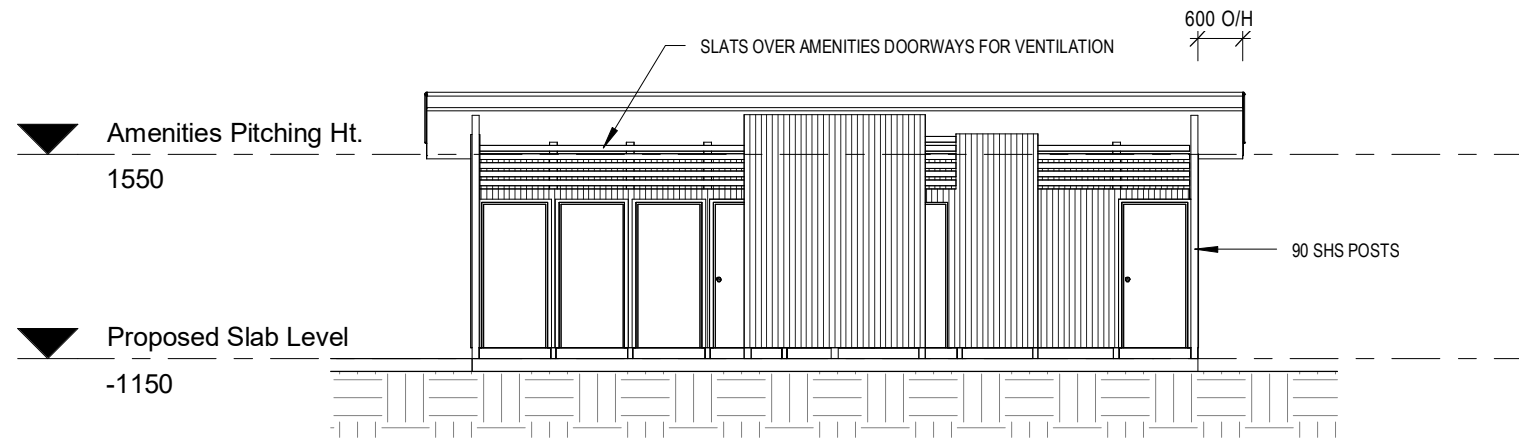 600 O/H
SLATS OVER AMENITIES DOORWAYS FOR VENTILATION
Amenities Pitching Ht.
1550
90 SHS POSTS
Proposed Slab Level
-1150